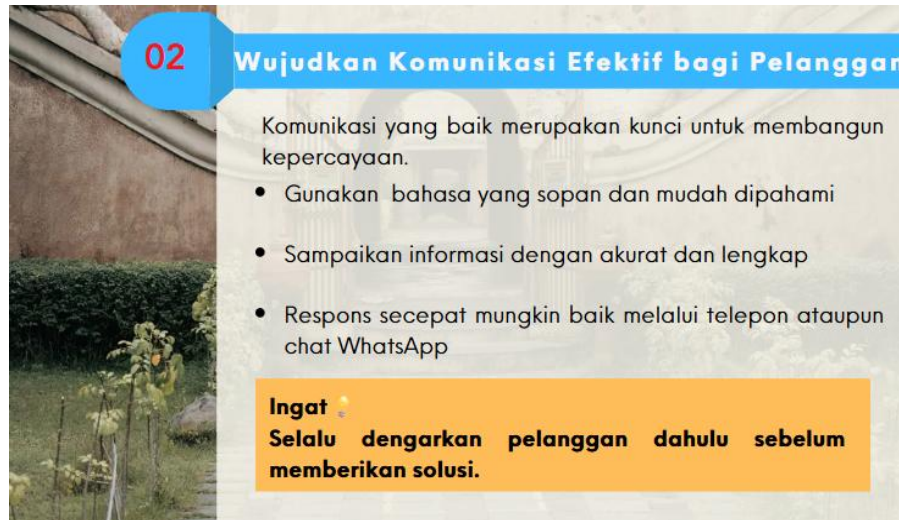 02
Wujudkan Komunikasi Efektif bagi Pelanggan
Komunikasi yang baik merupakan kunci untuk membangun
kepercayaan.
• Gunakan bahasa yang sopan dan mudah dipahami
• Sampaikan informasi dengan akurat dan lengkap
• Respons secepat mungkin baik melalui telepon ataupun
chat WhatsApp
Ingat 💡
Selalu dengarkan pelanggan dahulu sebelum
memberikan solusi.